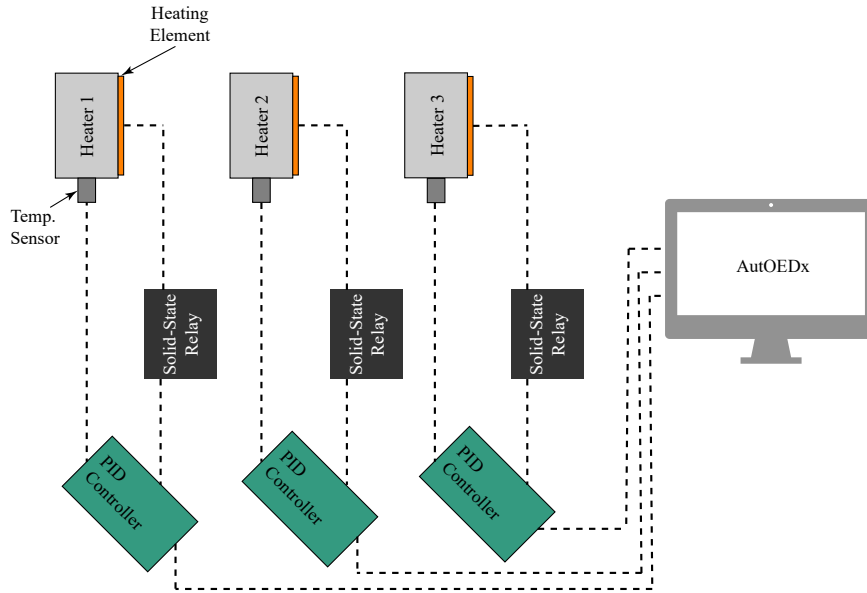 Heating
Element
Heater 1
Heater 2
Heater 3
Temp.
Sensor
AutOEDx
Solid-State
Relay
Solid-State
Relay
Solid-State
Relay
PID
Controller
PID
Controller
PID
Controller